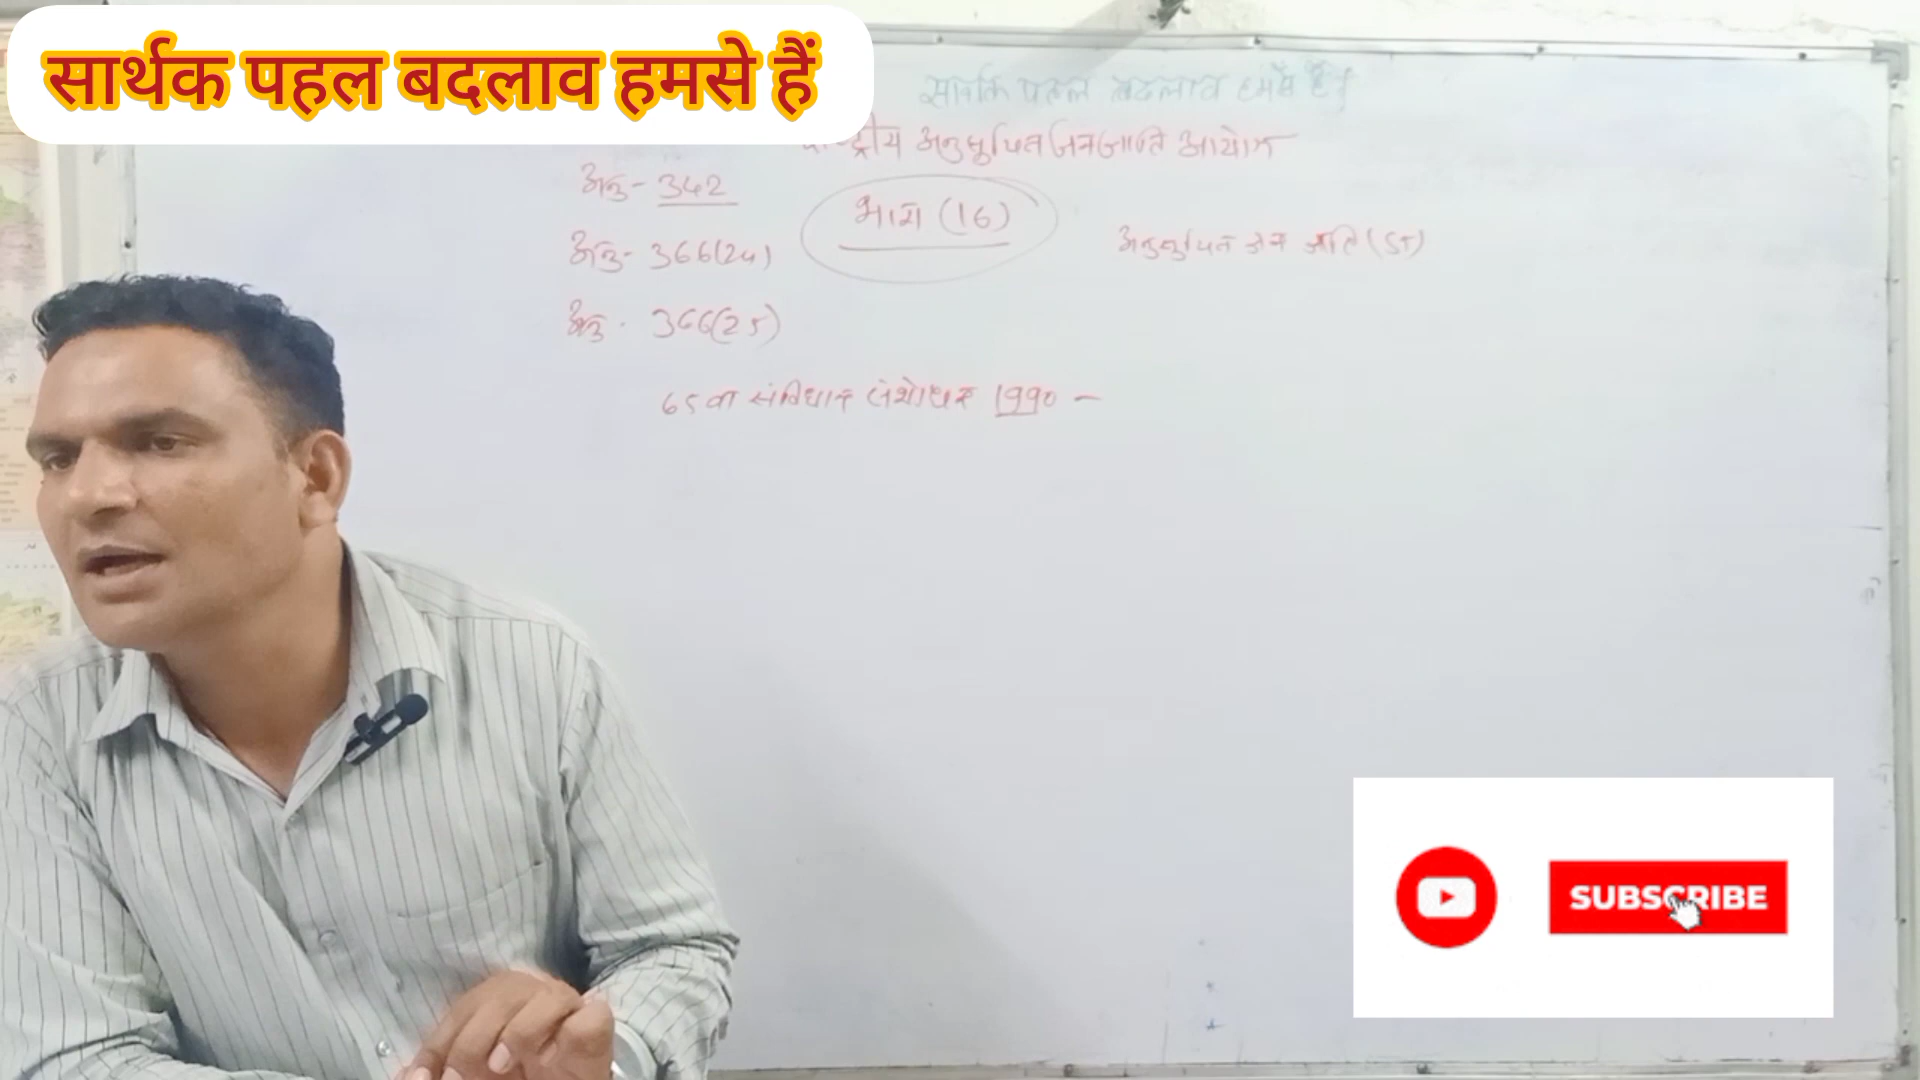 सार्थक पहल बदलाव हमसे हैं
सार्थक पहल बदलाव हमसे हैं
राष्ट्रीय अनुसूचित जनजाति आयोग
अनु- 342
भाग (16)
अनु- 366(24)
अनुसूचित जन जाति (ST)
अनु- 366(25)
65वा संविधान संशोधन 1990 -
SUBSCRIBE